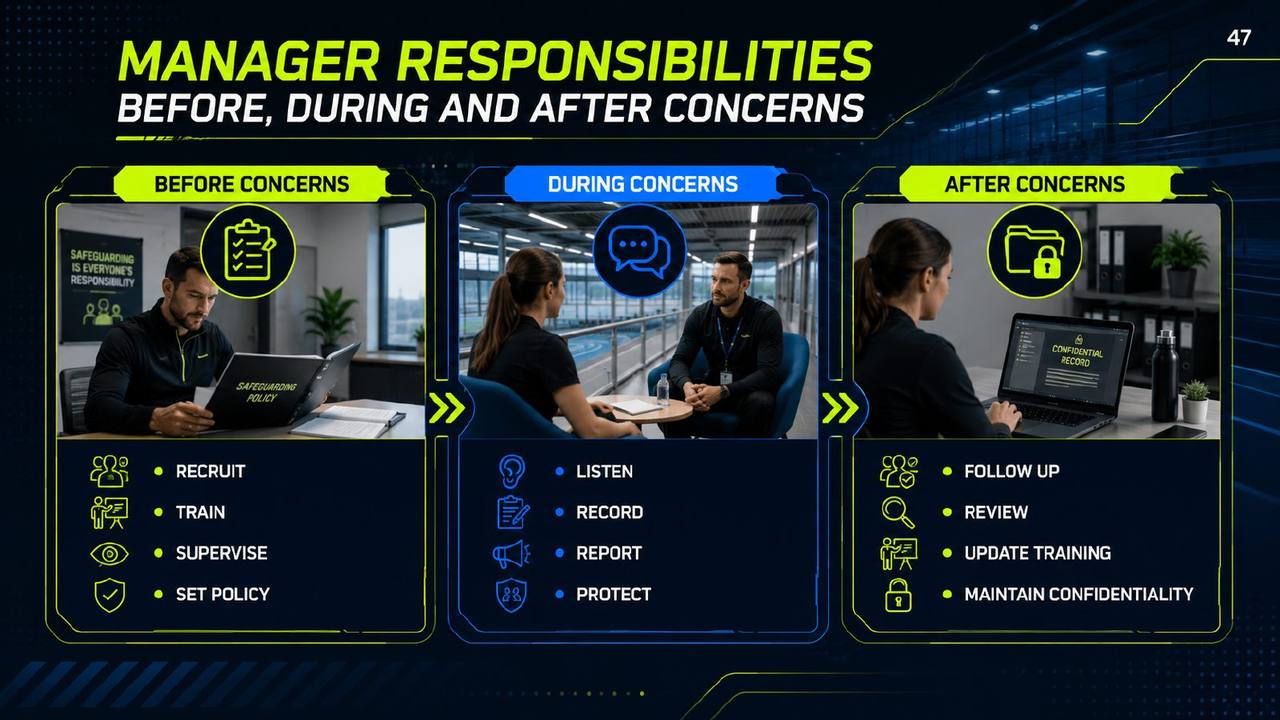 47
MANAGER RESPONSIBILITIES
BEFORE, DURING AND AFTER CONCERNS
BEFORE CONCERNS
SAFEGUARDING
IS EVERYONE'S
RESPONSIBILITY
SAFEGUARDING
POLICY
RECRUIT
TRAIN
SUPERVISE
SET POLICY
DURING CONCERNS
LISTEN
RECORD
REPORT
PROTECT
AFTER CONCERNS
CONFIDENTIAL
RECORD
FOLLOW UP
REVIEW
UPDATE TRAINING
MAINTAIN CONFIDENTIALITY